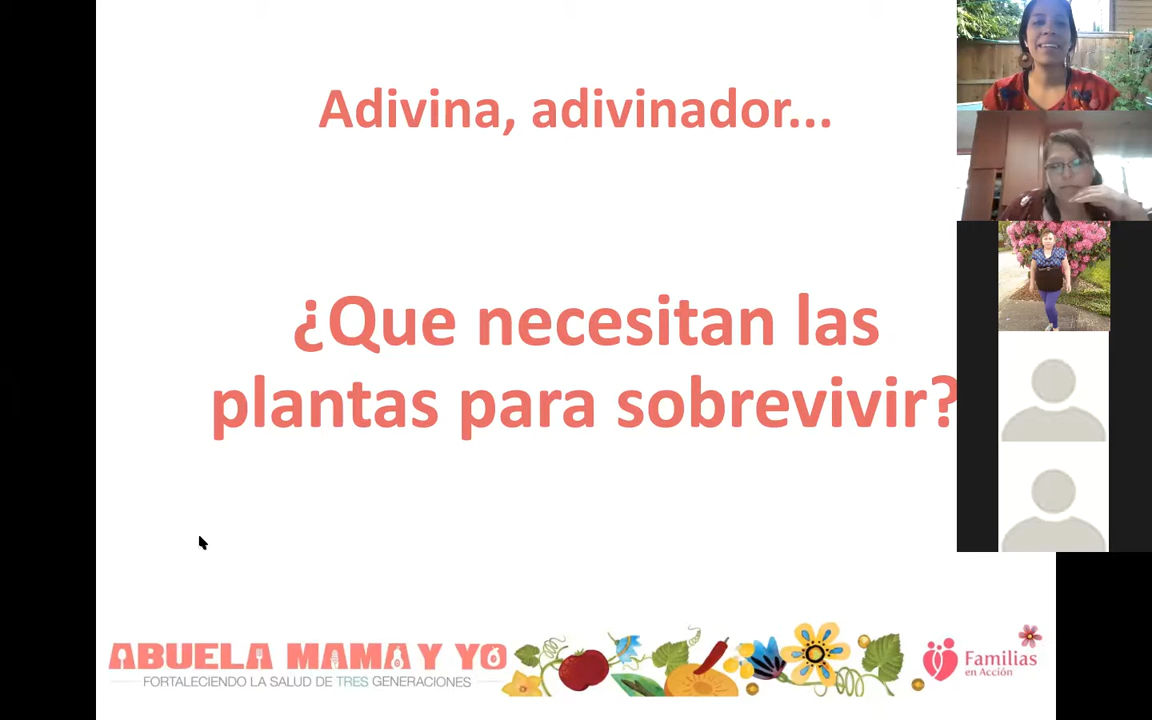 Adivina, adivinador...
¿Que necesitan las
plantas para sobrevivir?
ABUELA MAMA Y YO
FORTALECIENDO LA SALUD DE TRES GENERACIONES
Familias
en Acción